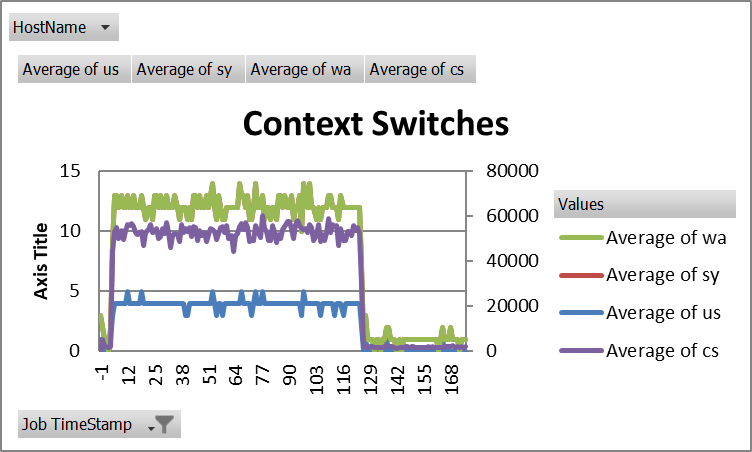 HostName
Average of us Average of sy Average of wa Average of cs
Context Switches
15 80000
60000
10
40000
5
20000
0 0
Axis Title
-1 12 25 38 51 64 77 90 103 116 129 142 155 168
Values
Average of wa
Average of sy
Average of us
Average of cs
Job TimeStamp